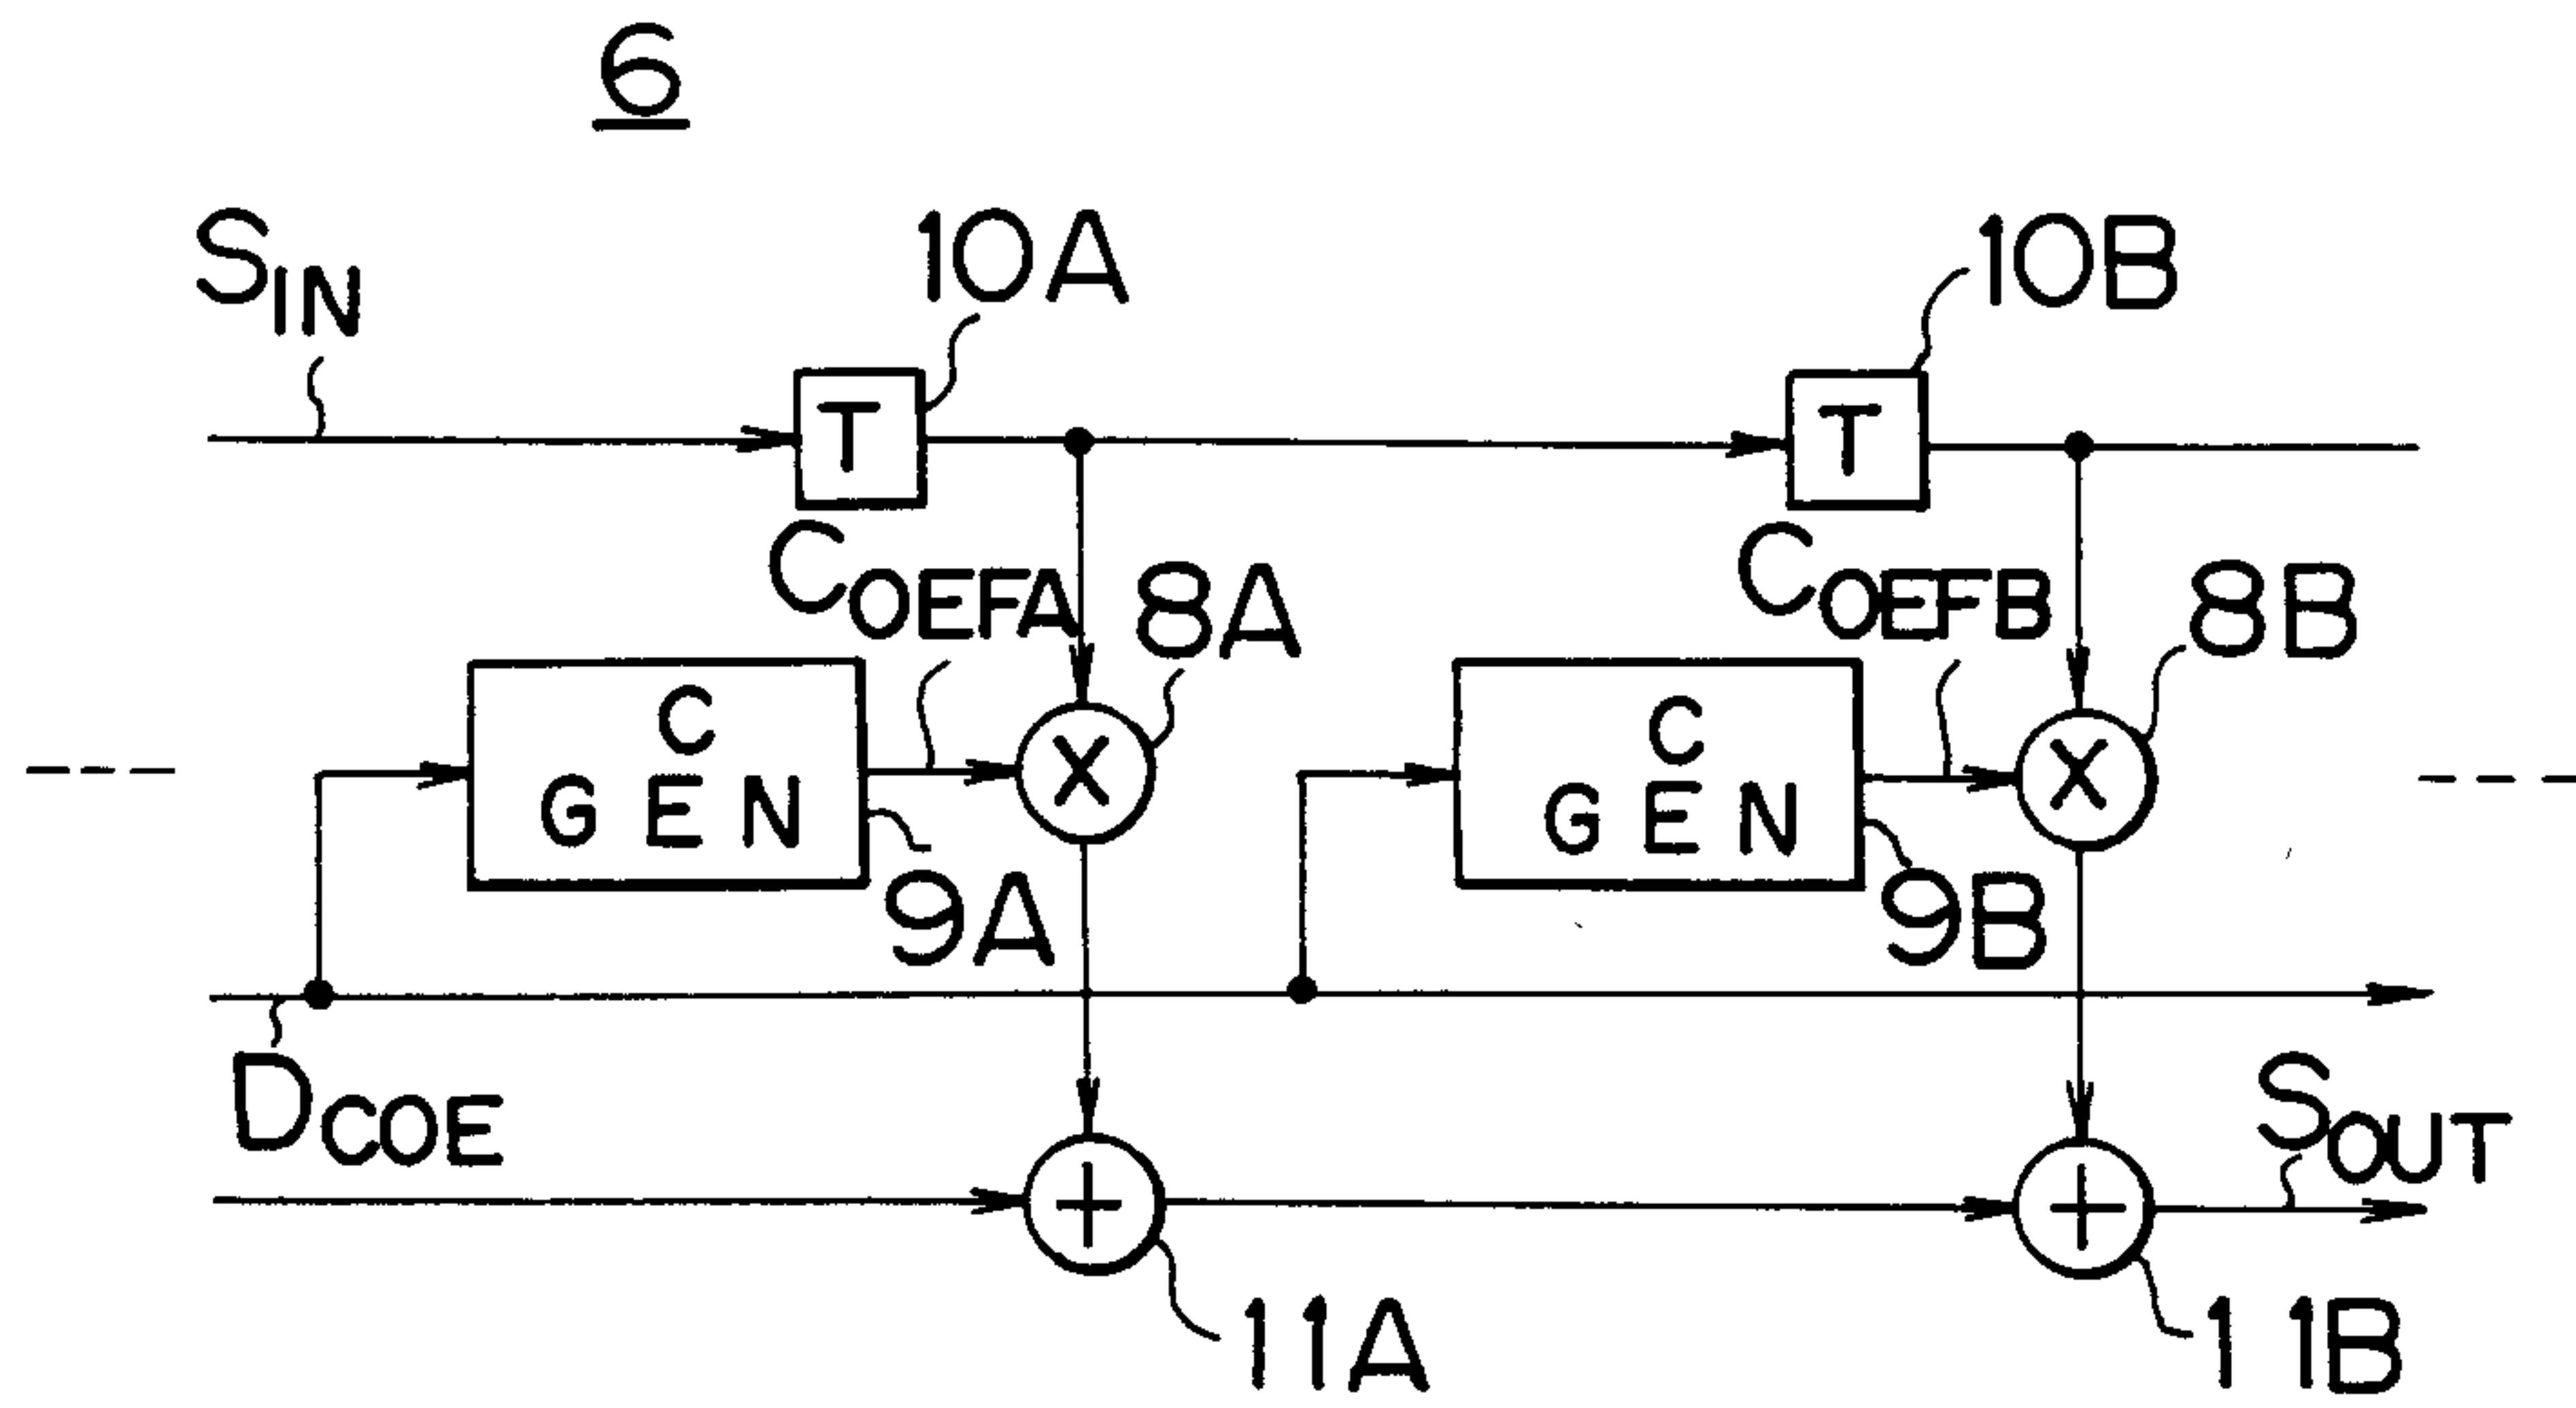 6
SIN
10A
10B
T
T
COEFA
8A
COEFB
8B
C
GEN
X
C
GEN
X
9A
9B
DCOE
SOUT
+
+
11A
11B